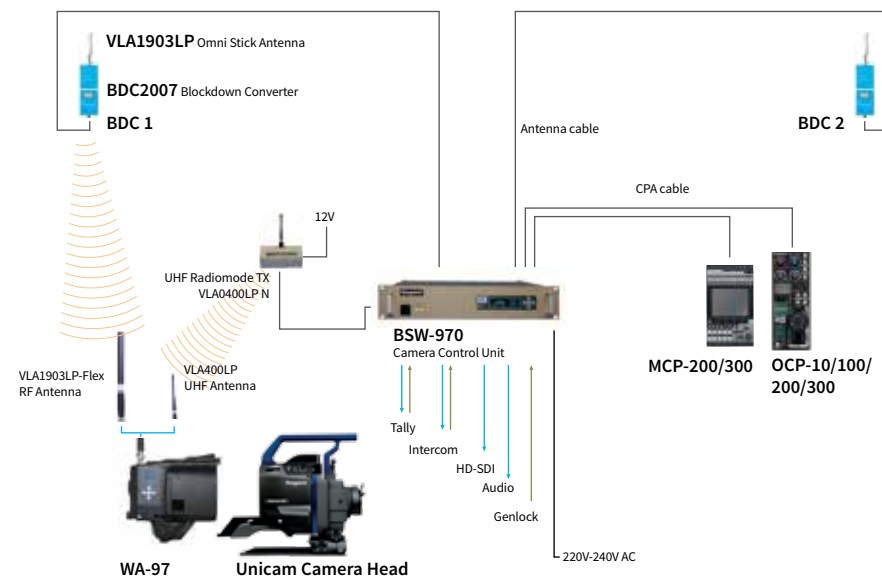 VLA1903LP Omni Stick Antenna
BDC2007 Blockdown Converter
BDC 1
BDC 2
Antenna cable
CPA cable
12V
UHF Radiomode TX
VLA0400LP N
BSW-970
Camera Control Unit
MCP-200/300
OCP-10/100/
200/300
VLA1903LP-Flex
RF Antenna
VLA400LP
UHF Antenna
Tally
Intercom
HD-SDI
Audio
Genlock
220V-240V AC
WA-97
Unicam Camera Head